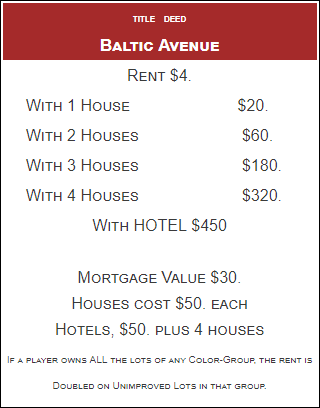 TITLE DEED
BALTIC AVENUE
RENT $4.
WITH 1 HOUSE $20.
WITH 2 HOUSES $60.
WITH 3 HOUSES $180.
WITH 4 HOUSES $320.
WITH HOTEL $450
MORTGAGE VALUE $30.
HOUSES COST $50. EACH
HOTELS, $50. PLUS 4 HOUSES
IF A PLAYER OWNS ALL THE LOTS OF ANY COLOR-GROUP, THE RENT IS
DOUBLED ON UNIMPROVED LOTS IN THAT GROUP.